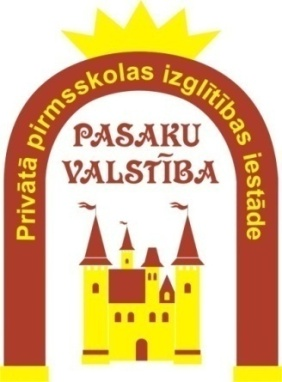 Privātā pirmsskolas izglītības iestāde
PASAKU
VALSTĪBA